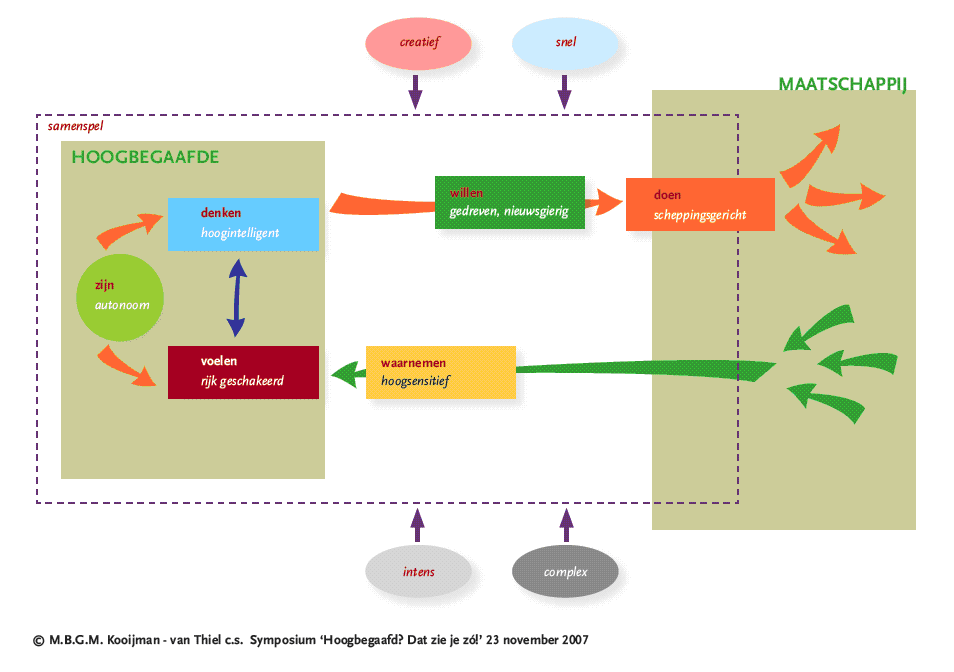 creatief
snel
MAATSCHAPPIJ
samenspel
HOOGBEGAAFDE
willen
gedreven, nieuwsgierig
doen
scheppingsgericht
denken
hoogintelligent
zijn
autonoom
voelen
rijk geschakeerd
waarnemen
hoogsensitief
intens
complex
© M.B.G.M. Kooijman - van Thiel c.s. Symposium ‘Hoogbegaafd? Dat zie je zó!’ 23 november 2007